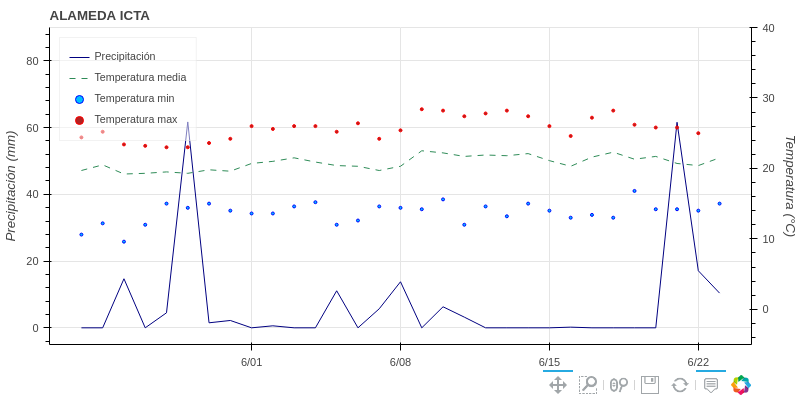 ALAMEDA ICTA
Precipitación
Temperatura media
Temperatura min
Temperatura max
Precipitación (mm)
80
60
40
20
0
40
30
20
10
0
Temperatura (°C)
6/01
6/08
6/15
6/22